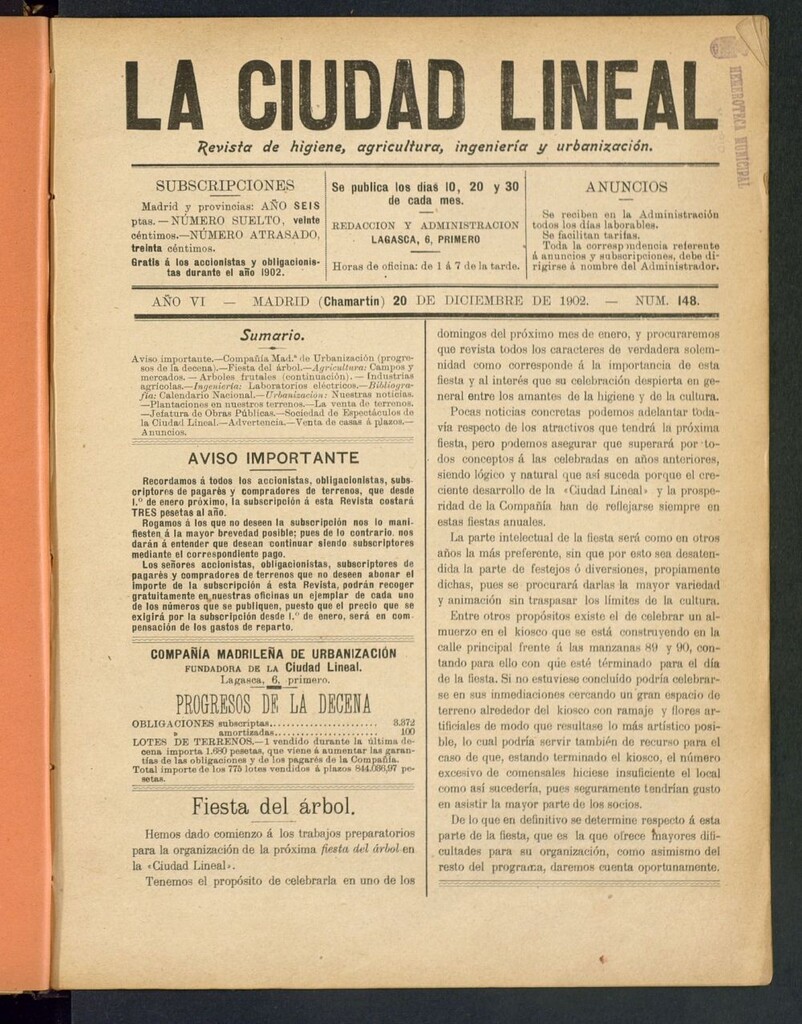 LA CIUDAD LINEAL
Revista de higiene, agricultura, ingeniería y urbanización.
HEMEROTECA MUNICIPAL
SUBSCRIPCIONES
Madrid y provincias: AÑO SEIS
ptas.—NÚMERO SUELTO, veinte
céntimos.—NÚMERO ATRASADO,
treinta céntimos.
Gratis á los accionistas y obligacionis-
tas durante el año 1902.
Se publica los días 10, 20 y 30
de cada mes.
REDACCION Y ADMINISTRACION
LAGASCA, 6, PRIMERO
Horas de oficina: de 1 á 7 de la tarde.
ANUNCIOS
Se reciben en la Administración
todos los días laborables.
Se facilitan tarifas.
Toda la correspondencia referente
á anuncios y subscripciones, debe di-
rigirse á nombre del Administrador.
AÑO VI — MADRID (Chamartín) 20 DE DICIEMBRE DE 1902. — NUM. 148.
Sumario.
Aviso importante.—Compañía Mad.ª de Urbanización (progre-
sos de la decena).—Fiesta del árbol.—Agricultura: Campos y
mercados.—Arboles frutales (continuación).—Industrias
agrícolas.—Ingeniería: Laboratorios eléctricos.—Bibliogra-
fía: Calendario Nacional.—Urbanización: Nuestras noticias.
—Plantaciones en nuestros terrenos.—La venta de terrenos.
—Jefatura de Obras Públicas.—Sociedad de Espectáculos de
la Ciudad Lineal.—Advertencia.—Venta de casas á plazos.—
Anuncios.
AVISO IMPORTANTE
Recordamos á todos los accionistas, obligacionistas, subs
criptores de pagarés y compradores de terrenos, que desde
1.º de enero próximo, la subscripción á esta Revista costará
TRES pesetas al año.
Rogamos á los que no deseen la subscripción nos lo mani-
fiesten á la mayor brevedad posible; pues de lo contrario, nos
darán á entender que desean continuar siendo subscriptores
mediante el correspondiente pago.
Los señores accionistas, obligacionistas, subscriptores de
pagarés y compradores de terrenos que no deseen abonar el
importe de la subscripción á esta Revista, podrán recoger
gratuitamente en nuestras oficinas un ejemplar de cada uno
de los números que se publiquen, puesto que el precio que se
exigirá por la subscripción desde 1.º de enero, será en com
pensación de los gastos de reparto.
COMPAÑÍA MADRILEÑA DE URBANIZACIÓN
FUNDADORA DE LA Ciudad Lineal.
Lagasca, 6, primero.
PROGRESOS DE LA DECENA
OBLIGACIONES subscriptas........................ 3.372
» amortizadas...................... 100
LOTES DE TERRENOS.—1 vendido durante la última de-
cena importa 1.680 pesetas, que viene á aumentar las garan-
tías de las obligaciones y de los pagarés de la Compañía.
Total importe de los 775 lotes vendidos á plazos 844.036,97 pe-
setas.
Fiesta del árbol.
Hemos dado comienzo á los trabajos preparatorios
para la organización de la próxima fiesta del árbol en
la «Ciudad Lineal».
Tenemos el propósito de celebrarla en uno de los
domingos del próximo mes de enero, y procuraremos
que revista todos los caracteres de verdadera solem-
nidad como corresponde á la importancia de esta
fiesta y al interés que su celebración despierta en ge-
neral entre los amantes de la higiene y de la cultura.
Pocas noticias concretas podemos adelantar toda-
vía respecto de los atractivos que tendrá la próxima
fiesta, pero podemos asegurar que superará por to-
dos conceptos á las celebradas en años anteriores,
siendo lógico y natural que así suceda porque el cre-
ciente desarrollo de la «Ciudad Lineal» y la prospe-
ridad de la Compañía han de reflejarse siempre en
estas fiestas anuales.
La parte intelectual de la fiesta será como en otros
años la más preferente, sin que por esto sea desaten-
dida la parte de festejos ó diversiones, propiamente
dichas, pues se procurará darlas la mayor variedad
y animación sin traspasar los límites de la cultura.
Entre otros propósitos existe el de celebrar un al-
muerzo en el kiosco que se está construyendo en la
calle principal frente á las manzanas 89 y 90, con-
tando para ello con que esté términado para el día
de la fiesta. Si no estuviese concluído podría celebrar-
se en sus inmediaciones cercando un gran espacio de
terreno alrededor del kiosco con ramaje y flores ar-
tificiales de modo que resultase lo más artístico posi-
ble, lo cual podría servir también de recurso para el
caso de que, estando terminado el kiosco, el número
excesivo de comensales hiciese insuficiente el local
como así sucedería, pues seguramente tendrían gusto
en asistir la mayor parte de los socios.
De lo que en definitivo se determine respecto á esta
parte de la fiesta, que es la que ofrece mayores difi-
cultades para su organización, como asimismo del
resto del programa, daremos cuenta oportunamente.